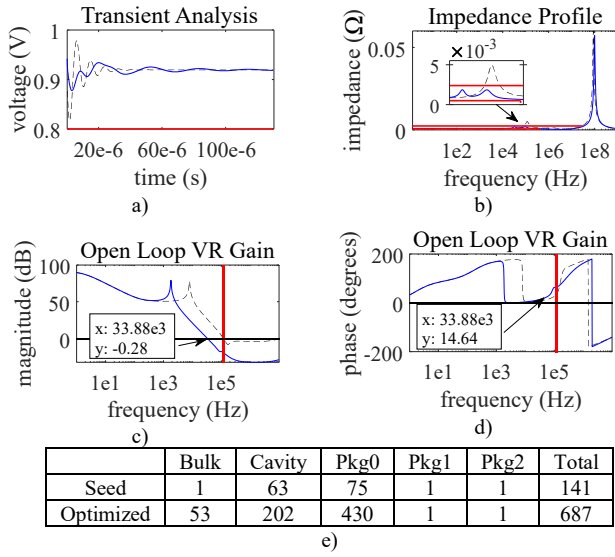 Transient Analysis
voltage (V)
1
0.9
0.8
20e-6 60e-6 100e-6
time (s)
a)
Impedance Profile
impedance (Ω)
0.05
0
×10⁻³
5
0
1e2 1e4 1e6 1e8
frequency (Hz)
b)
Open Loop VR Gain
magnitude (dB)
100
50
0
x: 33.88e3
y: -0.28
1e1 1e3 1e5
frequency (Hz)
c)
Open Loop VR Gain
phase (degrees)
200
0
-200
x: 33.88e3
y: 14.64
1e1 1e3 1e5
frequency (Hz)
d)
Bulk Cavity Pkg0 Pkg1 Pkg2 Total
Seed 1 63 75 1 1 141
Optimized 53 202 430 1 1 687
e)